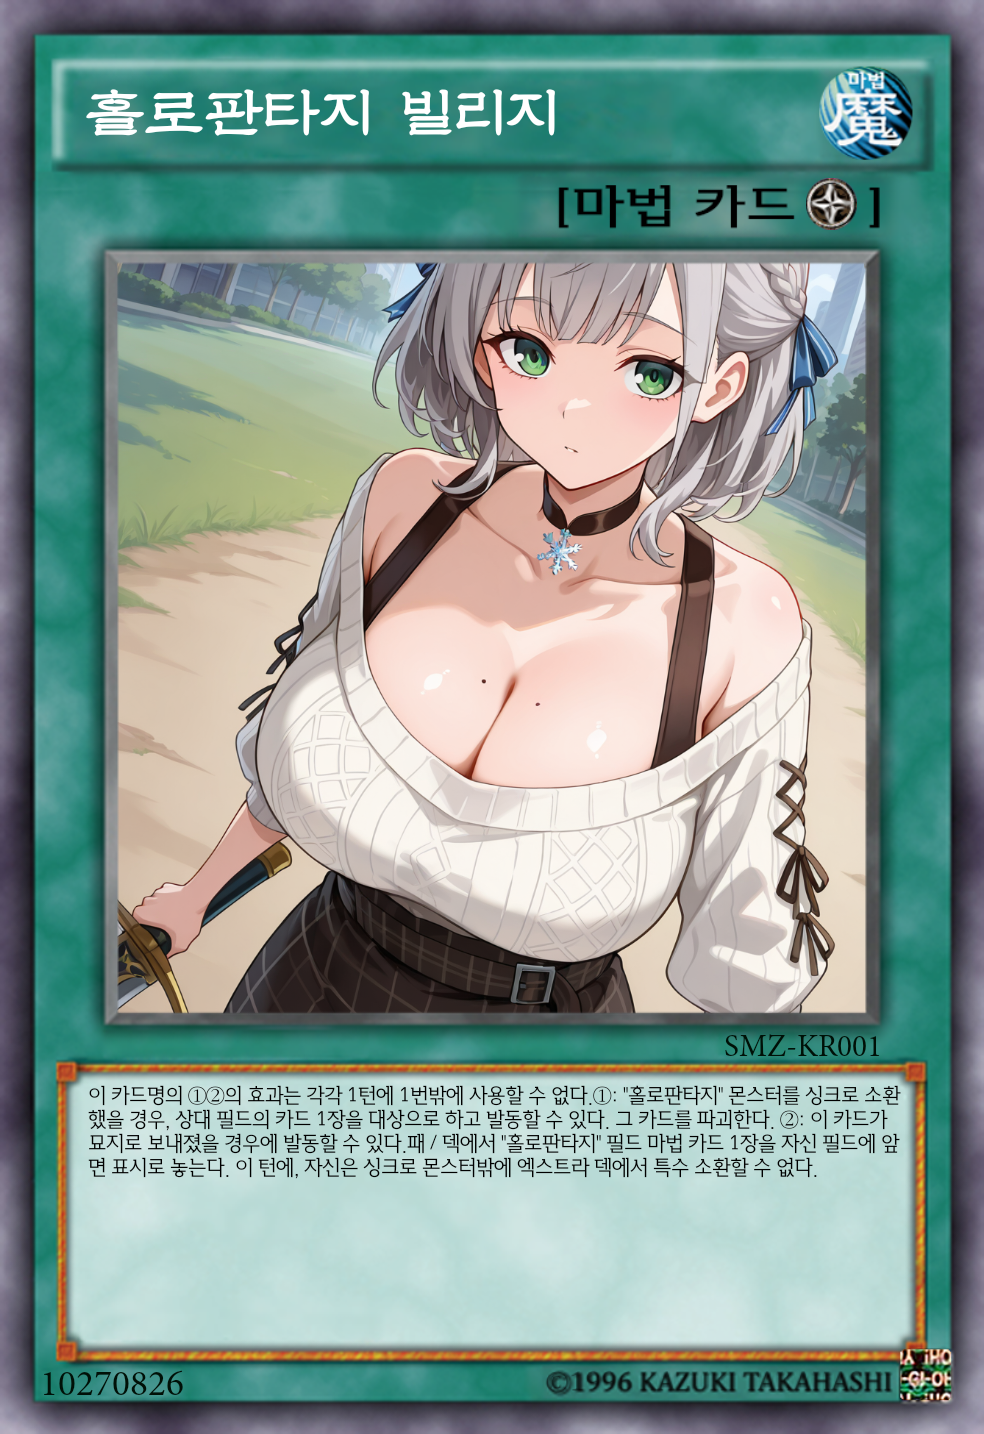 홀로판타지 빌리지
마법
魔
[마법 카드]
SMZ-KR001
이 카드명의 ①②의 효과는 각각 1턴에 1번밖에 사용할 수 없다.①: "홀로판타지" 몬스터를 싱크로 소환
했을 경우, 상대 필드의 카드 1장을 대상으로 하고 발동할 수 있다. 그 카드를 파괴한다. ②: 이 카드가
묘지로 보내졌을 경우에 발동할 수 있다.패 / 덱에서 "홀로판타지" 필드 마법 카드 1장을 자신 필드에 앞
면 표시로 놓는다. 이 턴에, 자신은 싱크로 몬스터밖에 엑스트라 덱에서 특수 소환할 수 없다.
10270826
©1996 KAZUKI TAKAHASHI